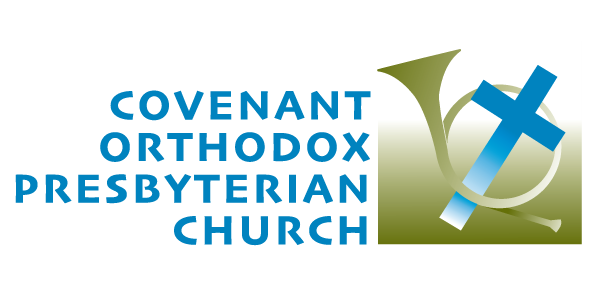 COVENANT
ORTHODOX
PRESBYTERIAN
CHURCH